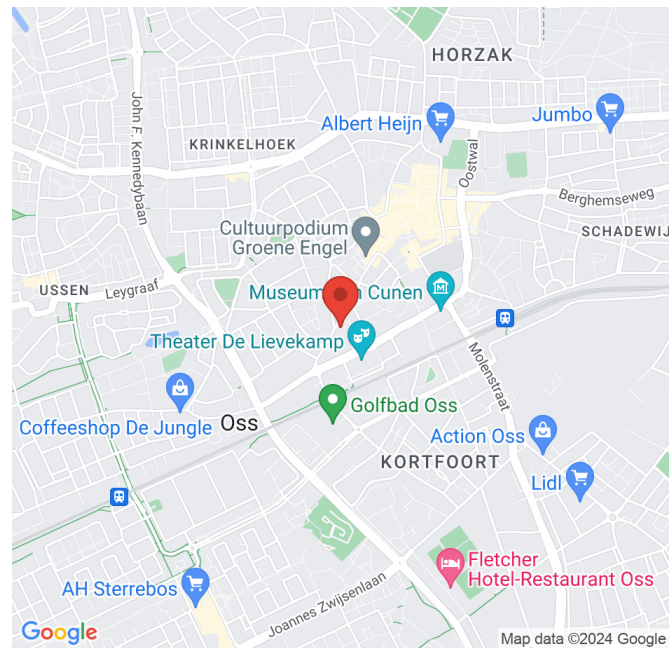 HORZAK
John F. Kennedybaan
Albert Heijn
Jumbo
KRINKELHOEK
Oostwal
Berghemseweg
Cultuurpodium
Groene Engel
SCHADEWIJ
USSEN
Leygraaf
Museum
Cunen
Theater De Lievekamp
Molenstraat
Golfbad Oss
Coffeeshop De Jungle
Oss
Action Oss
KORTFOORT
Lidl
Fletcher
Hotel-Restaurant Oss
AH Sterrebos
Joannes Zwijsenlaan
Google
Map data ©2024 Google